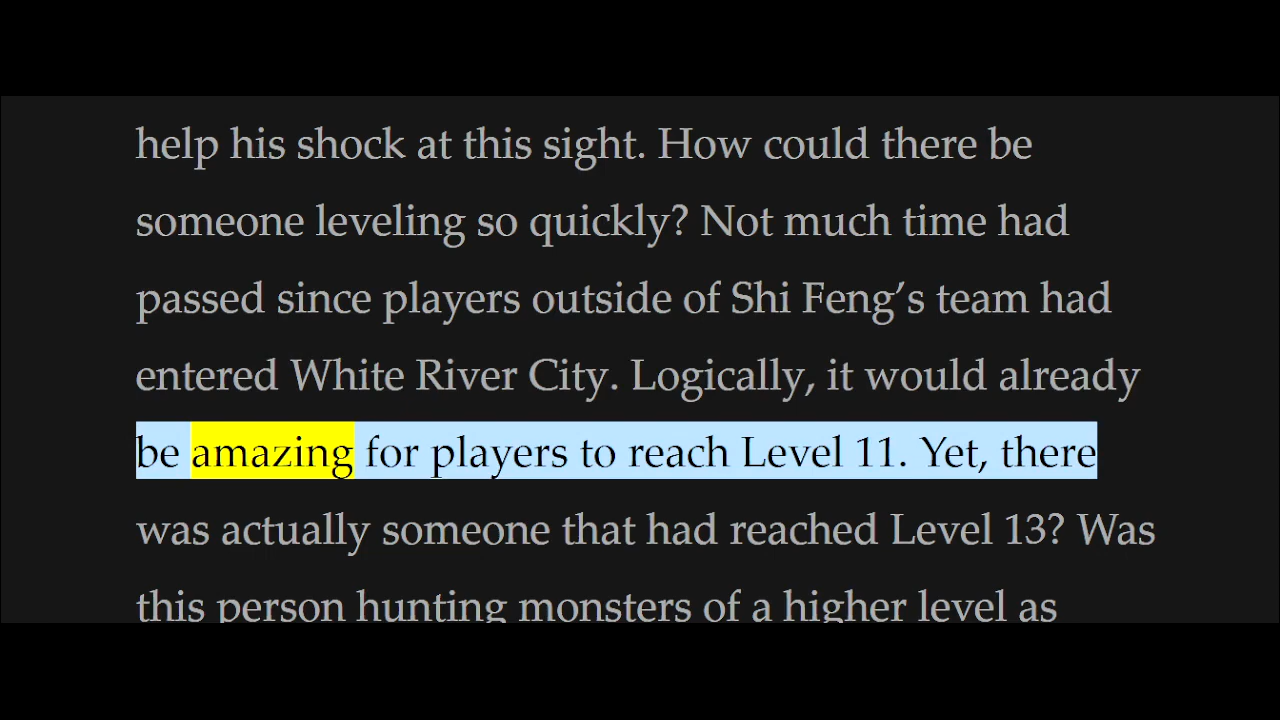 help his shock at this sight. How could there be
someone leveling so quickly? Not much time had
passed since players outside of Shi Feng’s team had
entered White River City. Logically, it would already
be amazing for players to reach Level 11. Yet, there
was actually someone that had reached Level 13? Was
this person hunting monsters of a higher level as